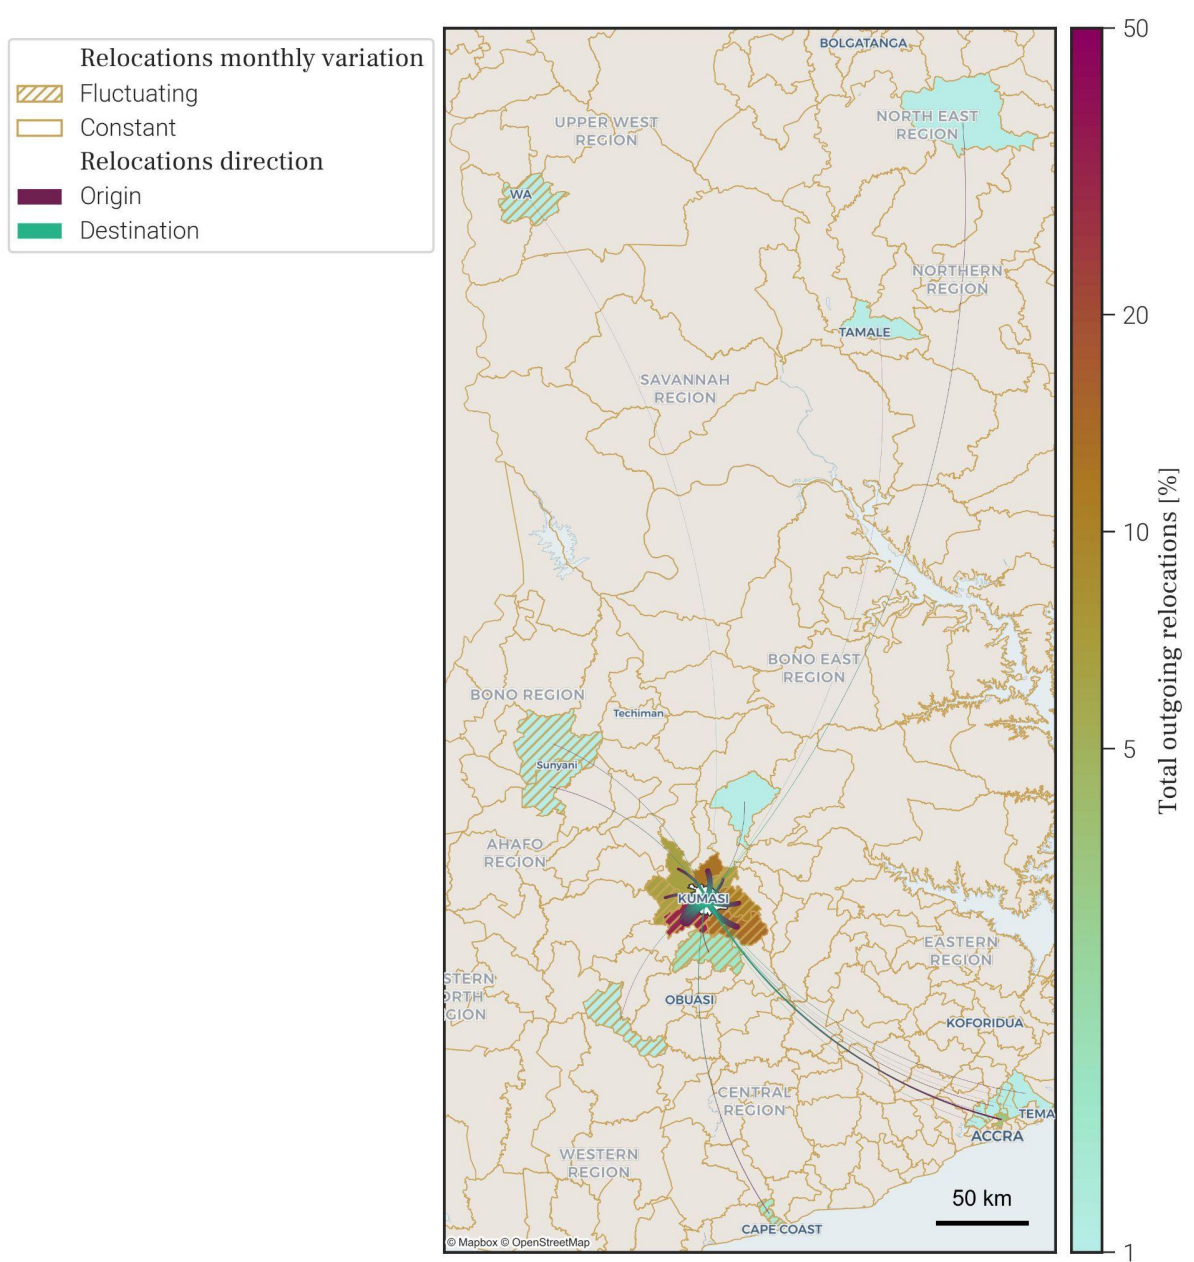 Relocations monthly variation
Fluctuating
Constant
Relocations direction
Origin
Destination
BOLGATANGA
NORTH EAST
REGION
UPPER WEST
REGION
WA
NORTHERN
REGION
TAMALE
SAVANNAH
REGION
BONO EAST
REGION
BONO REGION
Techiman
Sunyani
AHAFO
REGION
KUMASI
EASTERN
REGION
STERN
ORTH
GION
OBUASI
KOFORIDUA
CENTRAL
REGION
TEMA
ACCRA
WESTERN
REGION
50 km
CAPE COAST
© Mapbox © OpenStreetMap
50
20
10
5
1
Total outgoing relocations [%]